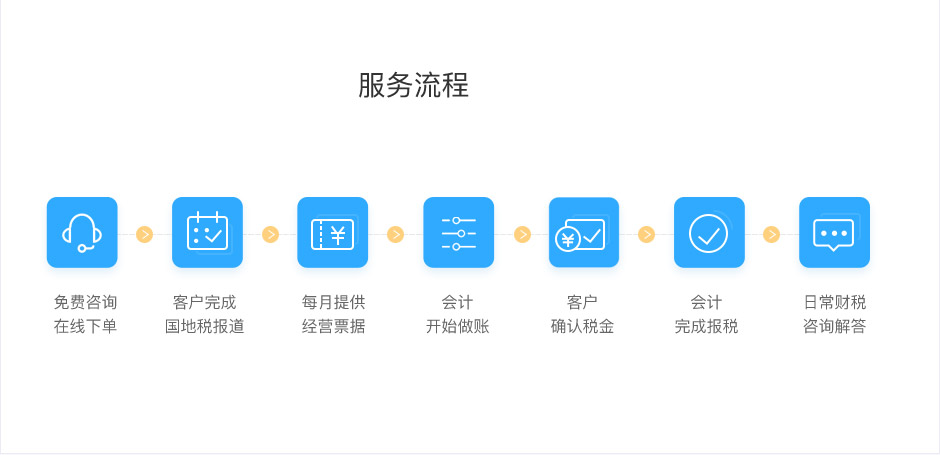 服务流程
免费咨询
在线下单
客户完成
国地税报道
每月提供
经营票据
会计
开始做账
客户
确认税金
会计
完成报税
日常财税
咨询解答